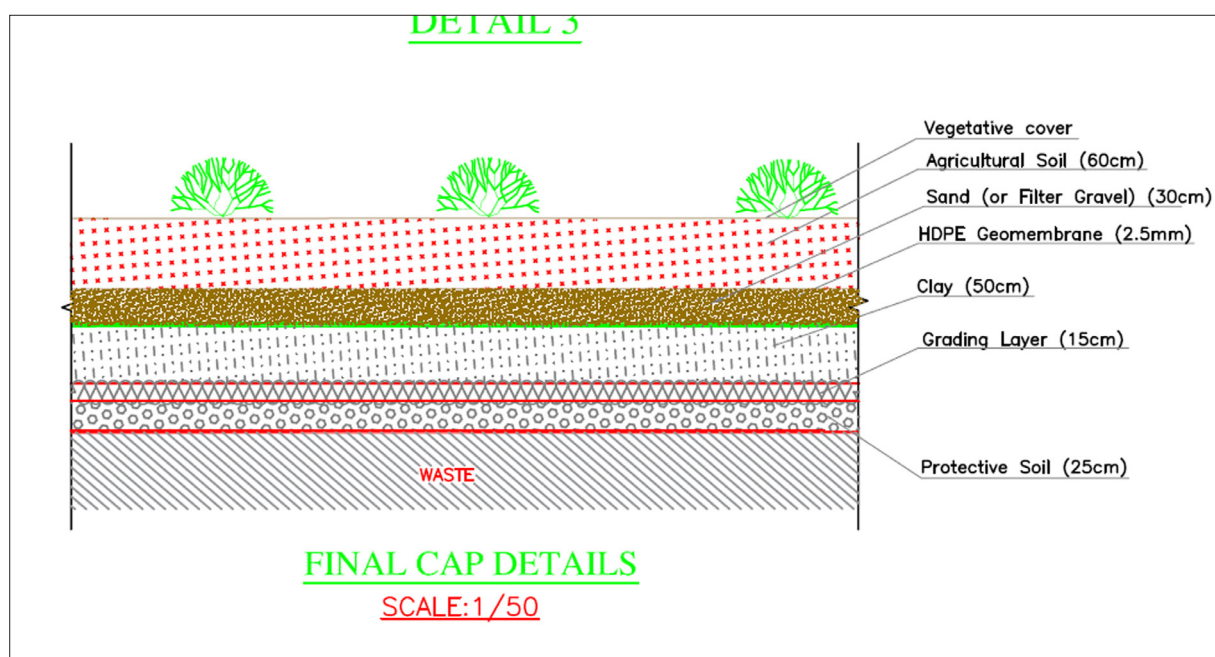 DETAIL 3
Vegetative cover
Agricultural Soil (60cm)
Sand (or Filter Gravel) (30cm)
HDPE Geomembrane (2.5mm)
Clay (50cm)
Grading Layer (15cm)
Protective Soil (25cm)
WASTE
FINAL CAP DETAILS
SCALE:1/50